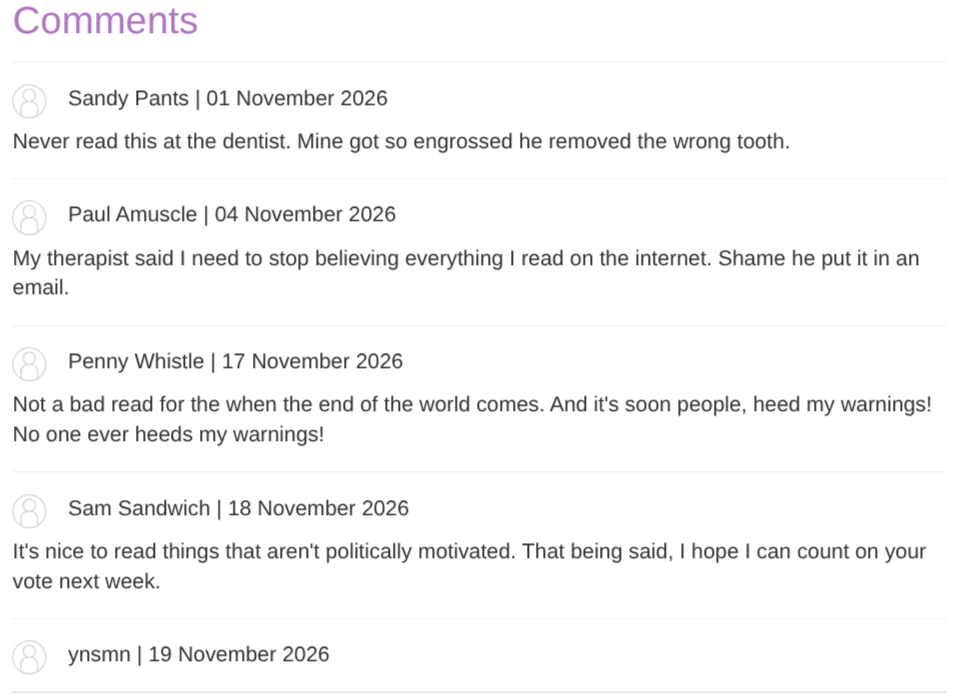 Comments
Sandy Pants | 01 November 2026
Never read this at the dentist. Mine got so engrossed he removed the wrong tooth.
Paul Amuscle | 04 November 2026
My therapist said I need to stop believing everything I read on the internet. Shame he put it in an
email.
Penny Whistle | 17 November 2026
Not a bad read for the when the end of the world comes. And it's soon people, heed my warnings!
No one ever heeds my warnings!
Sam Sandwich | 18 November 2026
It's nice to read things that aren't politically motivated. That being said, I hope I can count on your
vote next week.
ynsmn | 19 November 2026